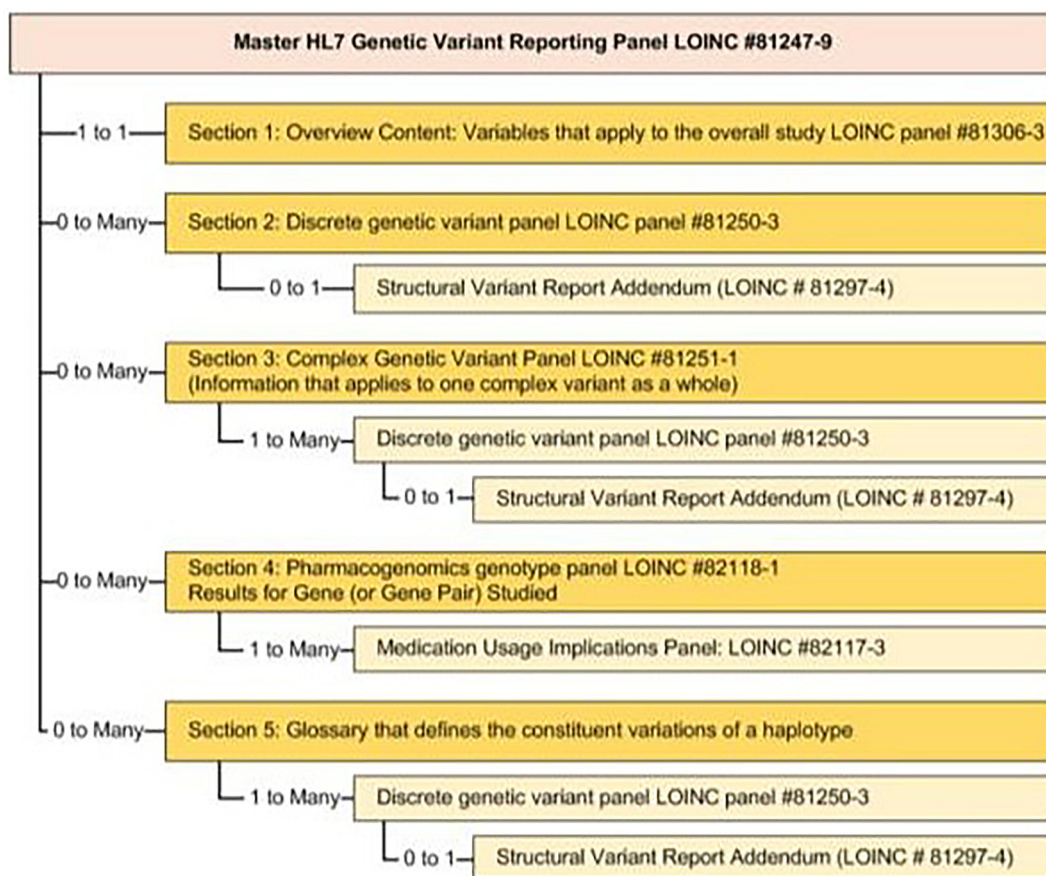 Master HL7 Genetic Variant Reporting Panel LOINC #81247-9
1 to 1
Section 1: Overview Content: Variables that apply to the overall study LOINC panel #81306-3
0 to Many
Section 2: Discrete genetic variant panel LOINC panel #81250-3
0 to 1
Structural Variant Report Addendum (LOINC # 81297-4)
0 to Many
Section 3: Complex Genetic Variant Panel LOINC #81251-1
(Information that applies to one complex variant as a whole)
1 to Many
Discrete genetic variant panel LOINC panel #81250-3
0 to 1
Structural Variant Report Addendum (LOINC # 81297-4)
0 to Many
Section 4: Pharmacogenomics genotype panel LOINC #82118-1
Results for Gene (or Gene Pair) Studied
1 to Many
Medication Usage Implications Panel: LOINC #82117-3
0 to Many
Section 5: Glossary that defines the constituent variations of a haplotype
1 to Many
Discrete genetic variant panel LOINC panel #81250-3
0 to 1
Structural Variant Report Addendum (LOINC # 81297-4)